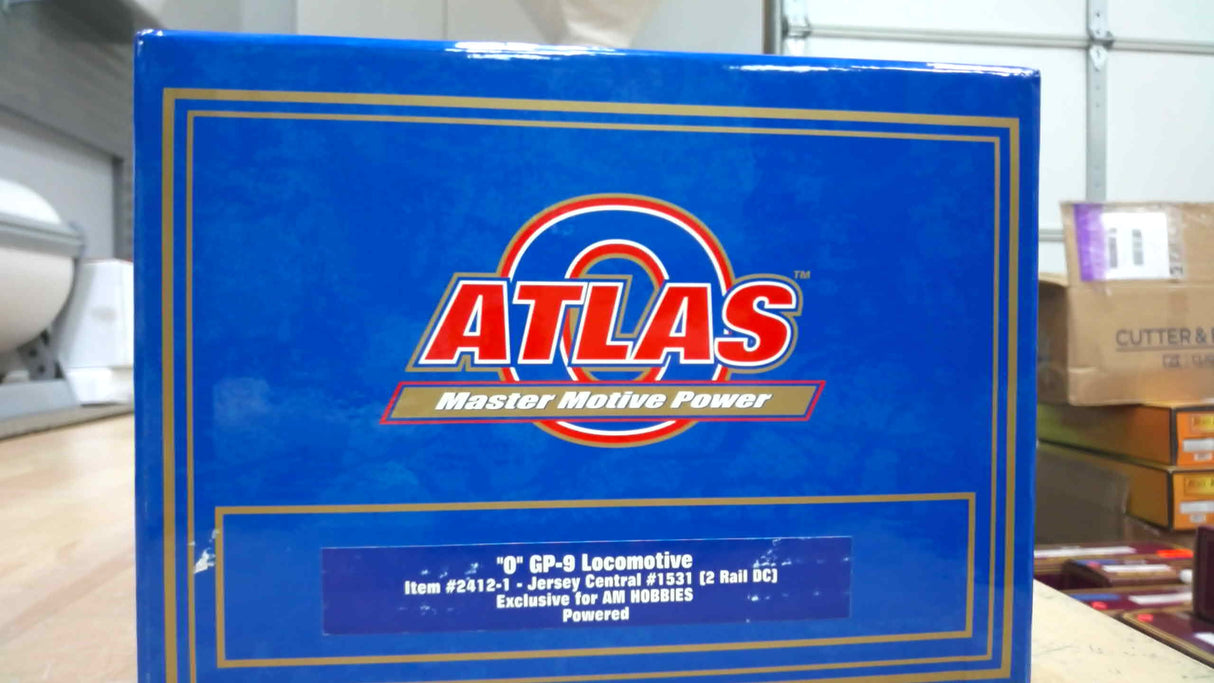 ATLAS
™
Master Motive Power
"O" GP-9 Locomotive
Item #2412-1 - Jersey Central #1531 (2 Rail DC)
Exclusive for AM HOBBIES
Powered
CUTTER &